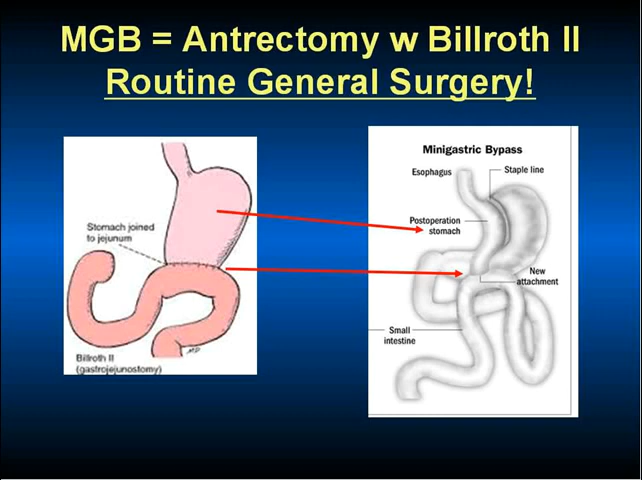 MGB = Antrectomy w Billroth II
Routine General Surgery!
Stomach joined
to jejunum
Billroth II
(gastrojejunostomy)
Minigastric Bypass
Esophagus
Staple line
Postoperation
stomach
New
attachment
Small
intestine